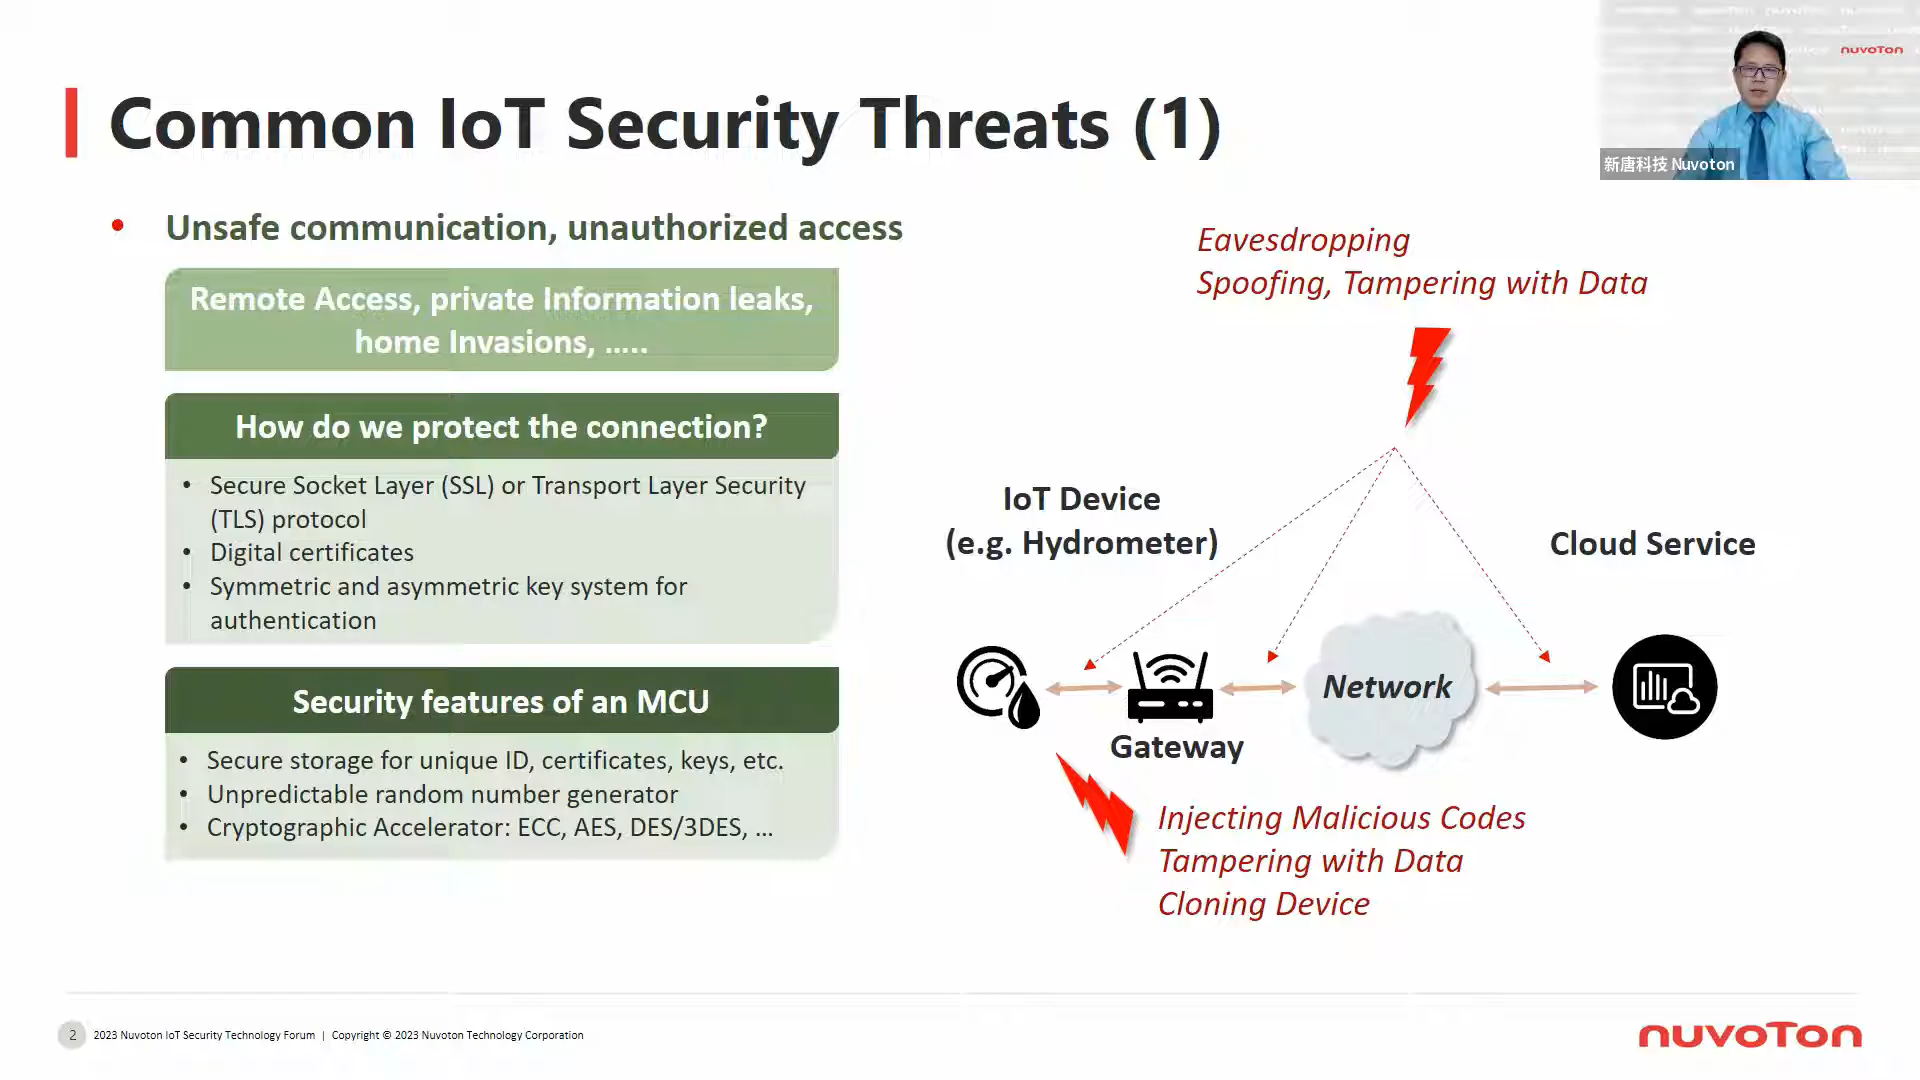 nuvoTon
新唐科技 Nuvoton
Common IoT Security Threats (1)
• Unsafe communication, unauthorized access
Remote Access, private Information leaks,
home Invasions, .....
How do we protect the connection?
• Secure Socket Layer (SSL) or Transport Layer Security
(TLS) protocol
• Digital certificates
• Symmetric and asymmetric key system for
authentication
Security features of an MCU
• Secure storage for unique ID, certificates, keys, etc.
• Unpredictable random number generator
• Cryptographic Accelerator: ECC, AES, DES/3DES, ...
Eavesdropping
Spoofing, Tampering with Data
IoT Device
(e.g. Hydrometer)
Cloud Service
Network
Gateway
Injecting Malicious Codes
Tampering with Data
Cloning Device
2 2023 Nuvoton IoT Security Technology Forum | Copyright © 2023 Nuvoton Technology Corporation
nuvoTon